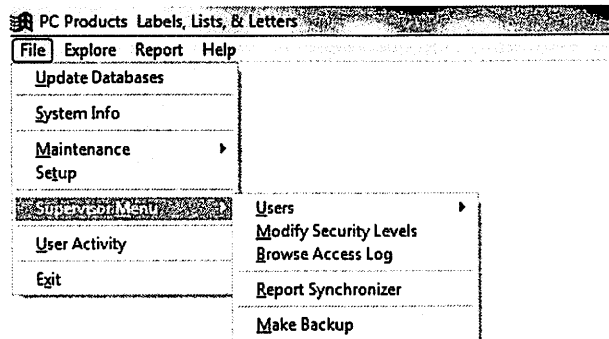 PC Products Labels, Lists, & Letters
File Explore Report Help
Update Databases
System Info
Maintenance
Setup
Supervisor Menu
User Activity
Exit
Users
Modify Security Levels
Browse Access Log
Report Synchronizer
Make Backup